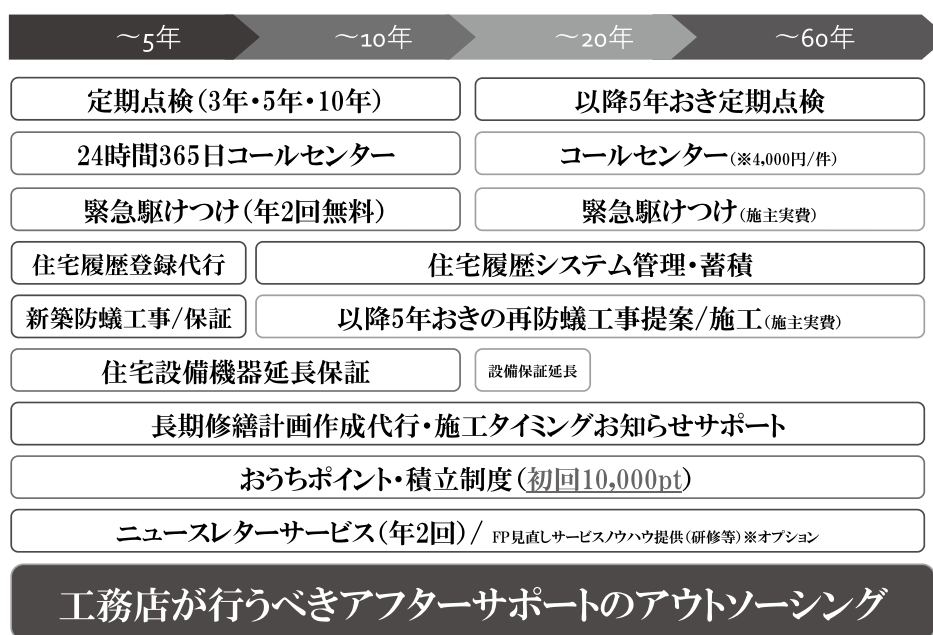 ～5年 ～10年 ～20年 ～60年
定期点検（3年・5年・10年） 以降5年おき定期点検
24時間365日コールセンター コールセンター（※4,000円/件）
緊急駆けつけ（年2回無料） 緊急駆けつけ（施主実費）
住宅履歴登録代行 住宅履歴システム管理・蓄積
新築防蟻工事/保証 以降5年おきの再防蟻工事提案/施工（施主実費）
住宅設備機器延長保証 設備保証延長
長期修繕計画作成代行・施工タイミングお知らせサポート
おうちポイント・積立制度（初回10,000pt）
ニュースレターサービス（年2回）/ FP見直しサービスノウハウ提供（研修等）※オプション
工務店が行うべきアフターサポートのアウトソーシング